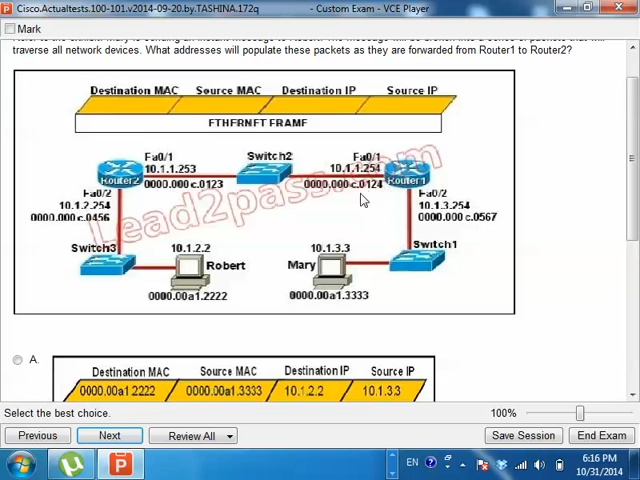 Cisco.Actualtests.100-101.v2014-09-20.by.TASHINA.172q - Custom Exam - VCE Player
Mark
traverse all network devices. What addresses will populate these packets as they are forwarded from Router1 to Router2?
Destination MAC Source MAC Destination IP Source IP
ETHERNET FRAME
Fa0/1
10.1.1.253
0000.000c.0123
Router2
Switch2
Fa0/1
10.1.1.254
0000.000c.0124
Router1
Fa0/2
10.1.2.254
0000.000c.0456
Fa0/2
10.1.3.254
0000.000c.0567
Lead2pass.com
Switch3
10.1.2.2
Robert
0000.00a1.2222
10.1.3.3
Mary
0000.00a1.3333
Switch1
A.
Destination MAC Source MAC Destination IP Source IP
0000.00a1.2222 0000.00a1.3333 10.1.2.2 10.1.3.3
Select the best choice.
100%
Previous Next Review All Save Session End Exam
EN
6:16 PM
10/31/2014